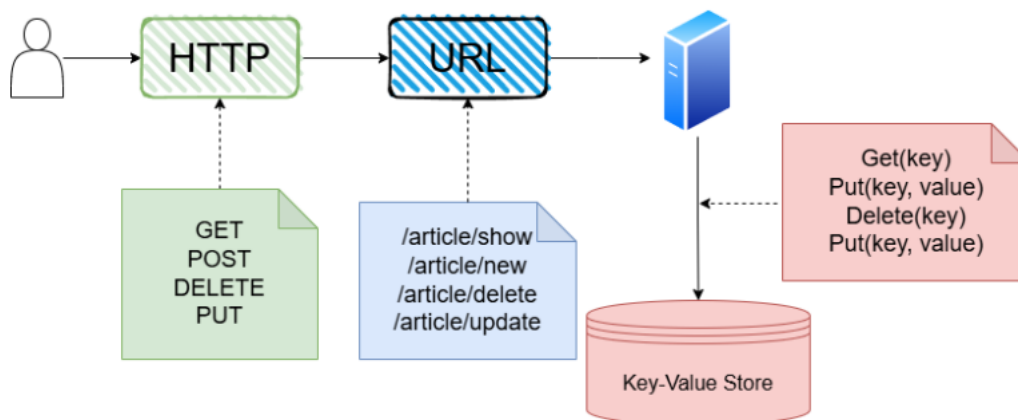 HTTP
URL
GET
POST
DELETE
PUT
/article/show
/article/new
/article/delete
/article/update
Get(key)
Put(key, value)
Delete(key)
Put(key, value)
Key-Value Store